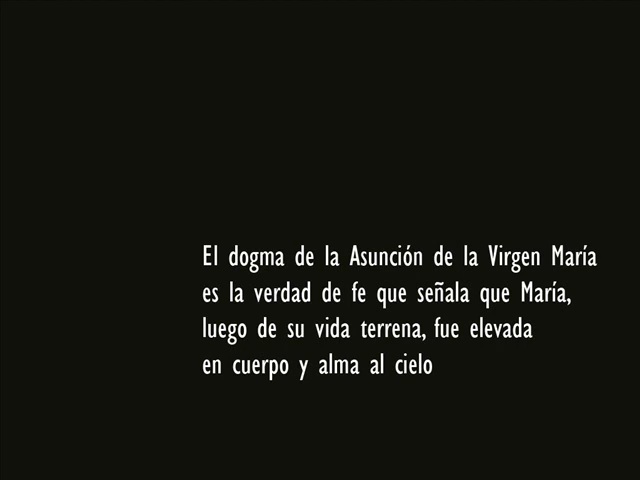 El dogma de la Asunción de la Virgen María
es la verdad de fe que señala que María,
luego de su vida terrena, fue elevada
en cuerpo y alma al cielo